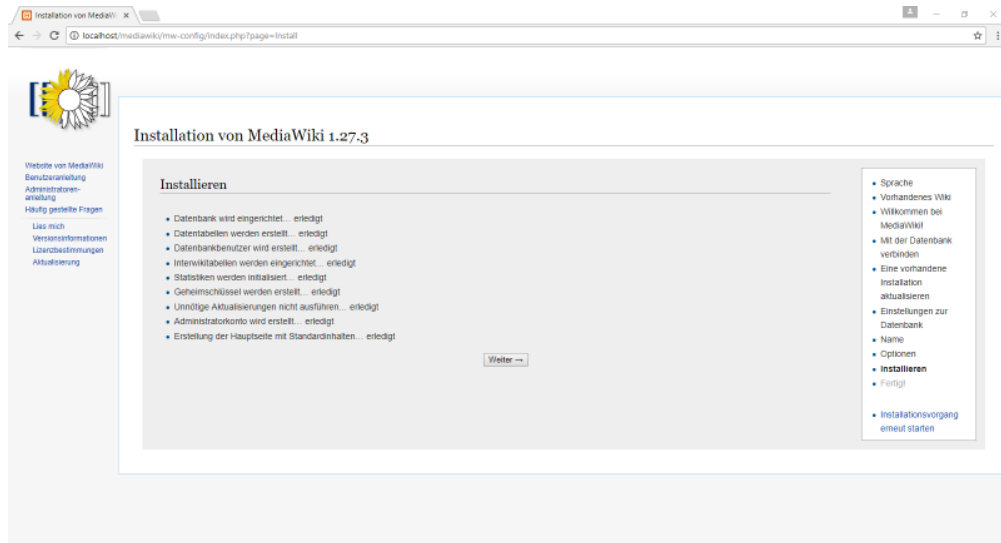 Installation von MediaWi
localhost/mediawiki/mw-config/index.php?page=Install
Installation von MediaWiki 1.27.3
Website von MediaWiki
Benutzeranleitung
Administratoren-
anleitung
Häufig gestellte Fragen
Lies mich
Versionsinformationen
Lizenzbestimmungen
Aktualisierung
Installieren
Datenbank wird eingerichtet... erledigt
Datentabellen werden erstellt... erledigt
Datenbankbenutzer wird erstellt... erledigt
Interwikitabellen werden eingerichtet... erledigt
Statistiken werden initialisiert... erledigt
Geheimschlüssel werden erstellt... erledigt
Unnötige Aktualisierungen nicht ausführen... erledigt
Administratorkonto wird erstellt... erledigt
Erstellung der Hauptseite mit Standardinhalten... erledigt
Weiter →
Sprache
Vorhandenes Wiki
Willkommen bei
MediaWiki!
Mit der Datenbank
verbinden
Eine vorhandene
Installation
aktualisieren
Einstellungen zur
Datenbank
Name
Optionen
Installieren
Fertig!
Installationsvorgang
erneut starten